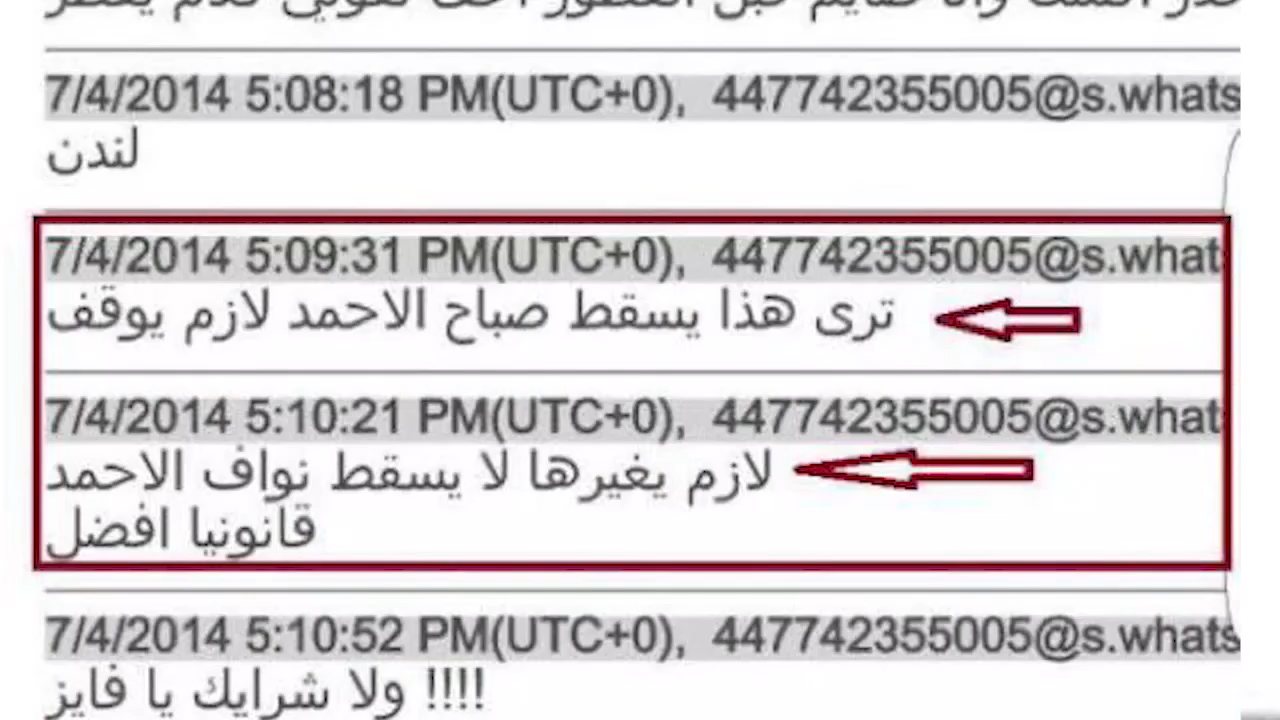 7/4/2014 5:08:18 PM(UTC+0), 447742355005@s.whats
لندن
7/4/2014 5:09:31 PM(UTC+0), 447742355005@s.what
ترى هذا يسقط صباح الاحمد لازم يوقف
7/4/2014 5:10:21 PM(UTC+0), 447742355005@s.what
لازم يغيرها لا يسقط نواف الاحمد
قانونيا افضل
7/4/2014 5:10:52 PM(UTC+0), 447742355005@s.whats
ولا شرايك يا فايز !!!!